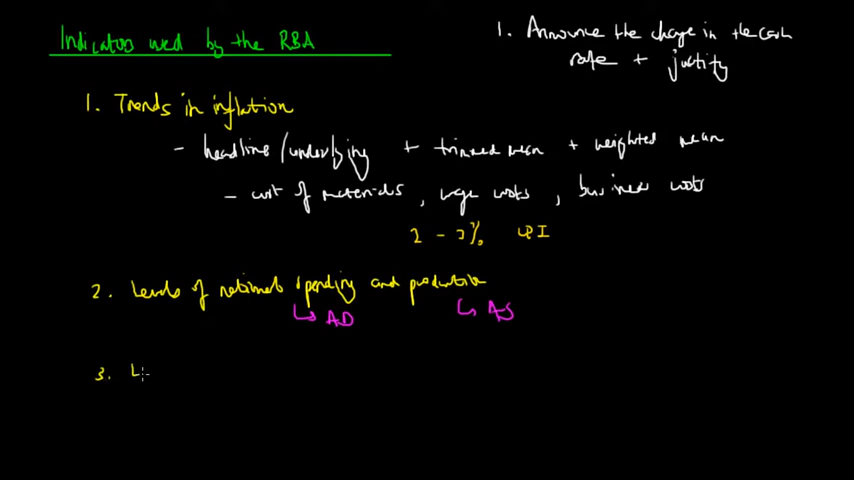 Indicators used by the RBA
1. Announce the change in the cash
rate + justify
1. Trends in inflation
- headline/underlying + trimmed mean + weighted mean
- cost of materials, wage costs, business costs
2 - 3% CPI
2. Levels of national spending and production
↳ AD ↳ AS
3. L